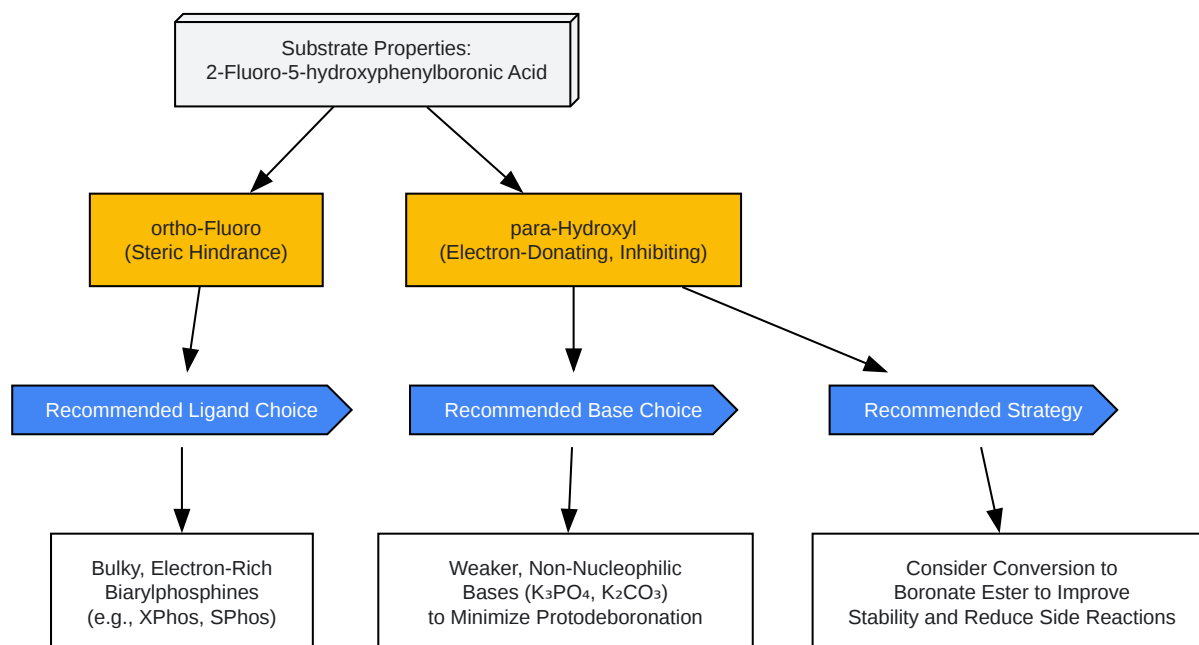 Substrate Properties:
2-Fluoro-5-hydroxyphenylboronic Acid
ortho-Fluoro
(Steric Hindrance)
para-Hydroxyl
(Electron-Donating, Inhibiting)
Recommended Ligand Choice
Recommended Base Choice
Recommended Strategy
Bulky, Electron-Rich
Biarylphosphines
(e.g., XPhos, SPhos)
Weaker, Non-Nucleophilic
Bases (K₃PO₄, K₂CO₃)
to Minimize Protodeboronation
Consider Conversion to
Boronate Ester to Improve
Stability and Reduce Side Reactions